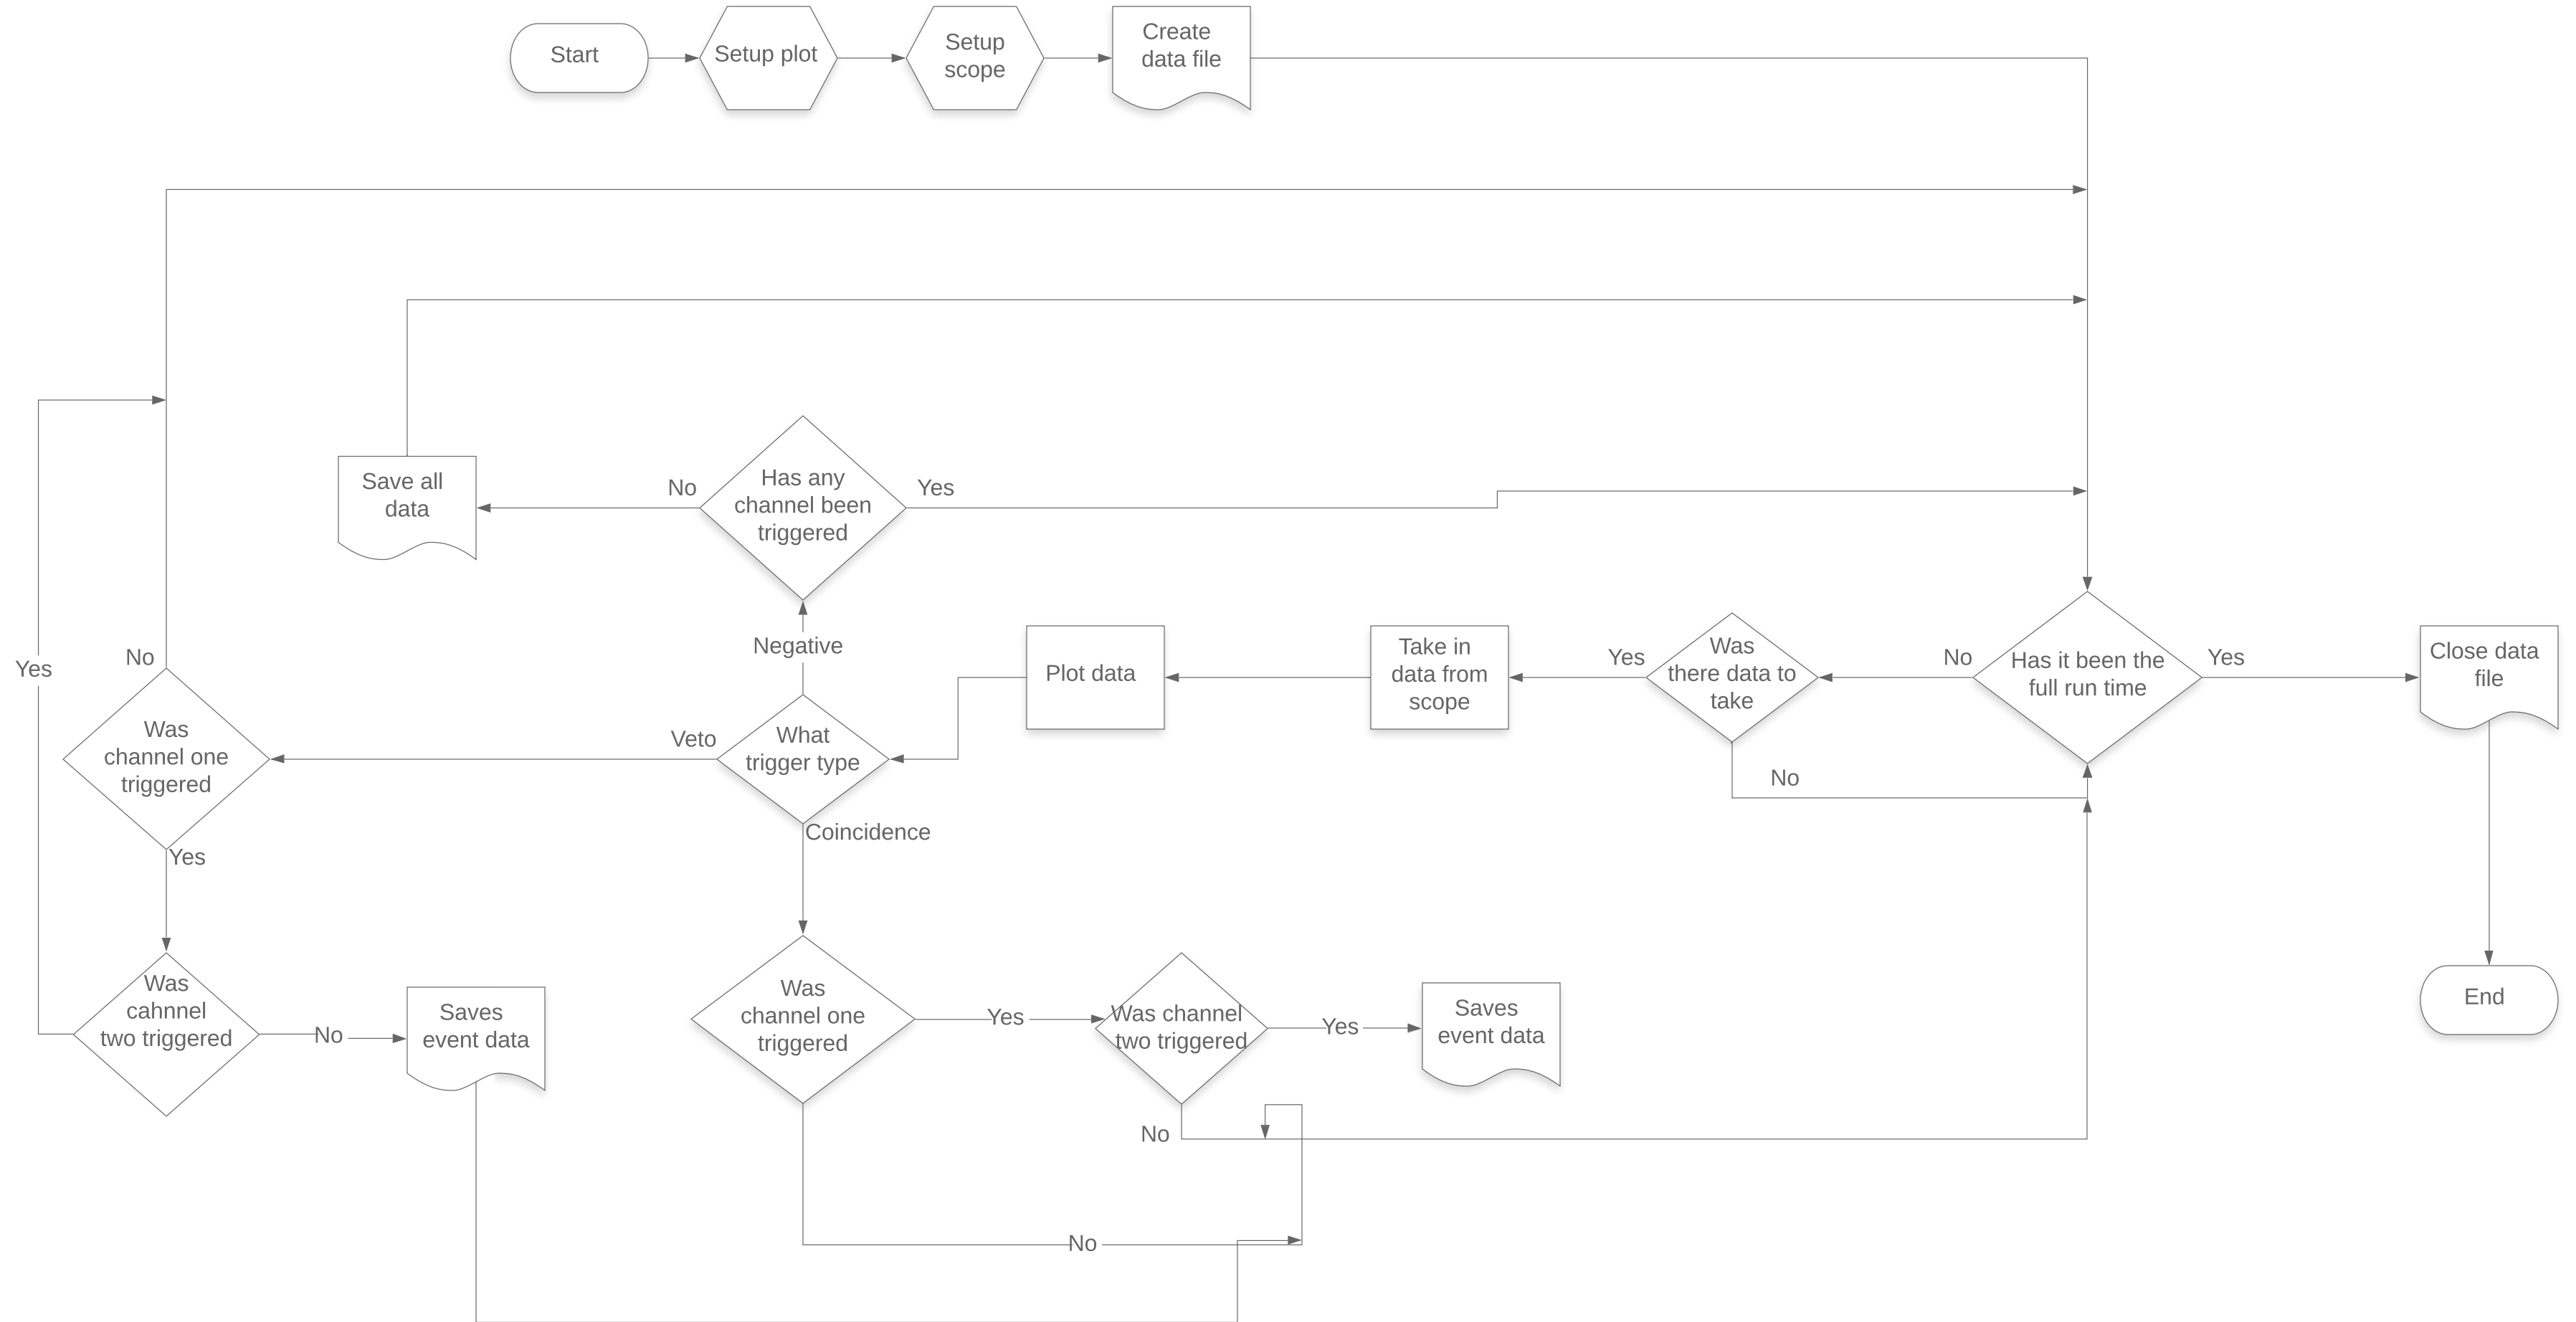 Start
Setup plot
Setup
scope
Create
data file
Save all
data
No
Has any
channel been
triggered
Yes
Negative
Yes
No
Was
channel one
triggered
Yes
Veto
What
trigger type
Coincidence
Plot data
Take in
data from
scope
Yes
Was
there data to
take
No
No
Has it been the
full run time
Yes
Close data
file
End
Was
cahnnel
two triggered
No
Saves
event data
Was
channel one
triggered
Yes
Was channel
two triggered
Yes
Saves
event data
No
No